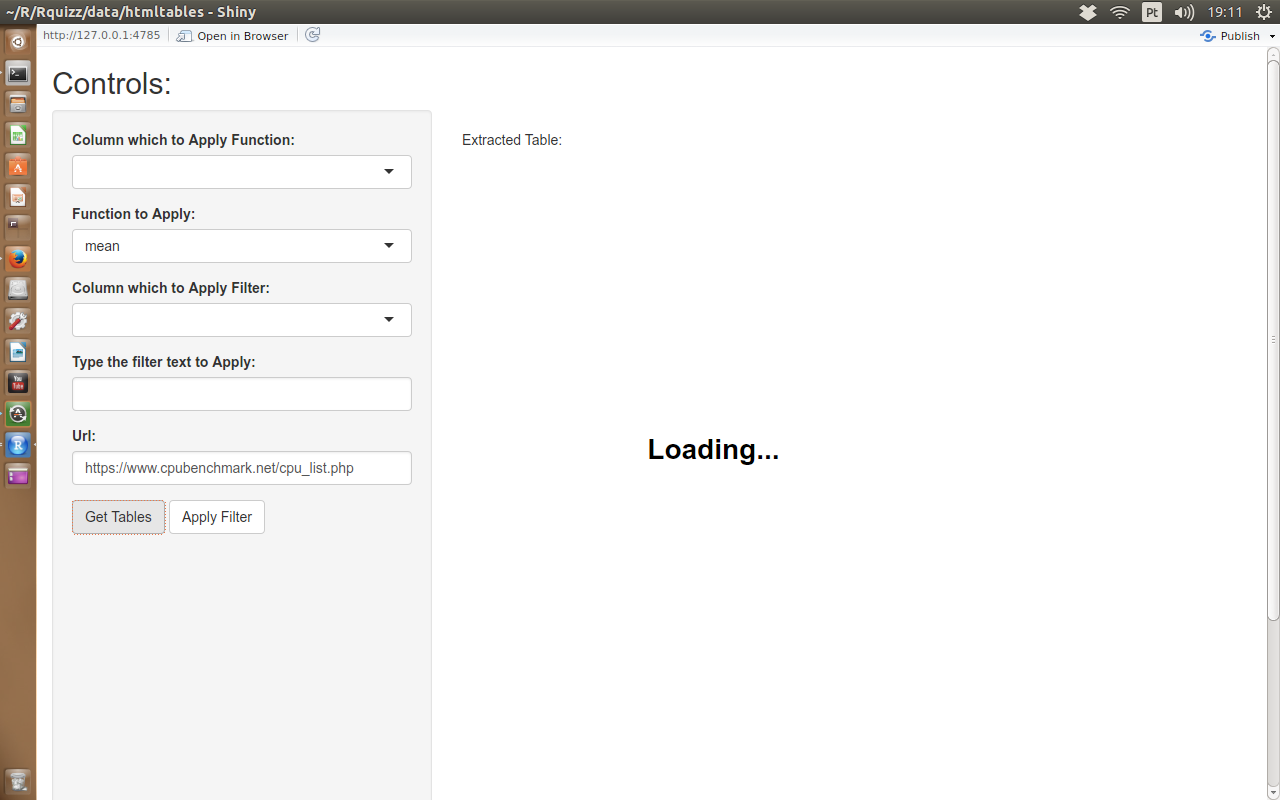 ~/R/Rquizz/data/htmltables - Shiny
Pt
19:11
http://127.0.0.1:4785
Open in Browser
Publish
Controls:
Column which to Apply Function:
Extracted Table:
Function to Apply:
mean
Column which to Apply Filter:
Type the filter text to Apply:
Loading...
Url:
https://www.cpubenchmark.net/cpu_list.php
Get Tables
Apply Filter
You
Tube
A
A
R